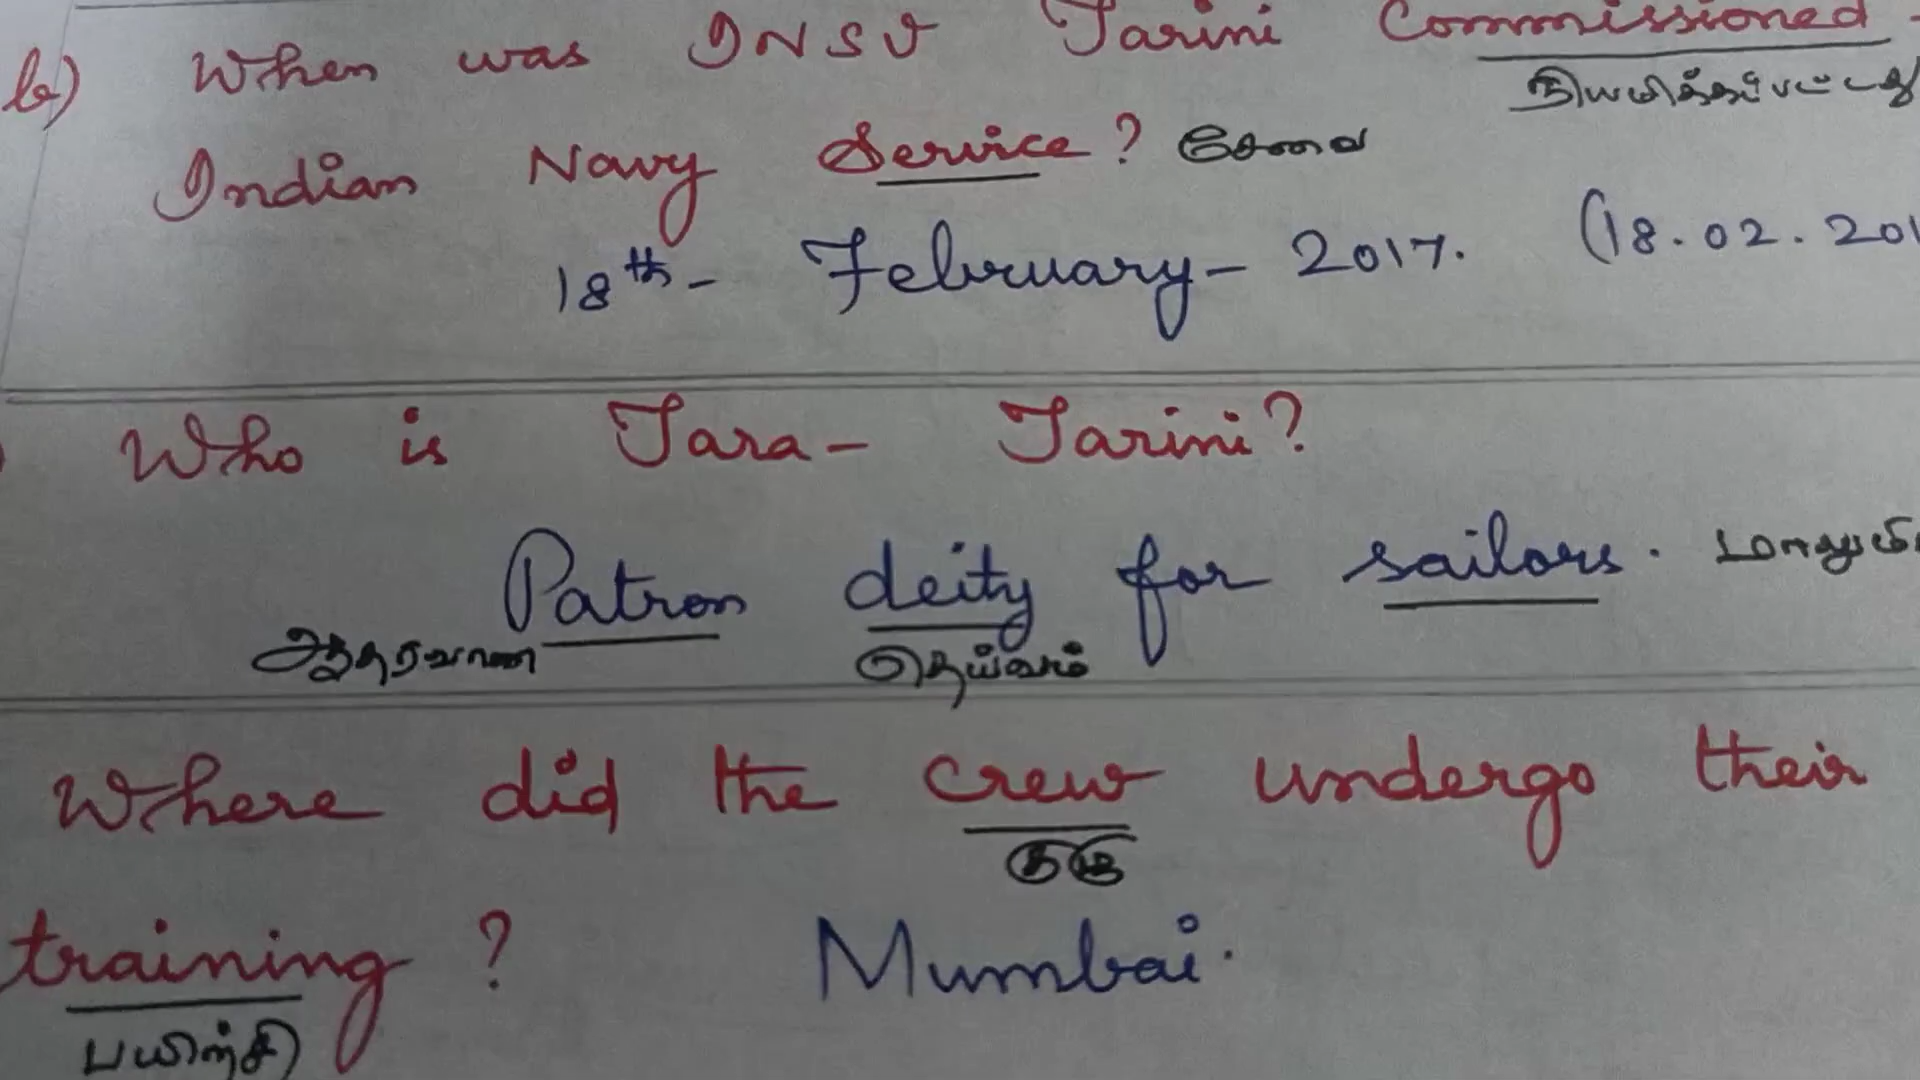 b) When was INSV Tarini Commissioned
நியமிக்கப்பட்டது
Indian Navy Service? சேவை
18th - February - 2017. (18.02.201
Who is Tara- Tarini?
Patron deity for sailors.
ஆதரவான தெய்வம்
Where did the crew undergo their
குழு
training? Mumbai.
பயிற்சி